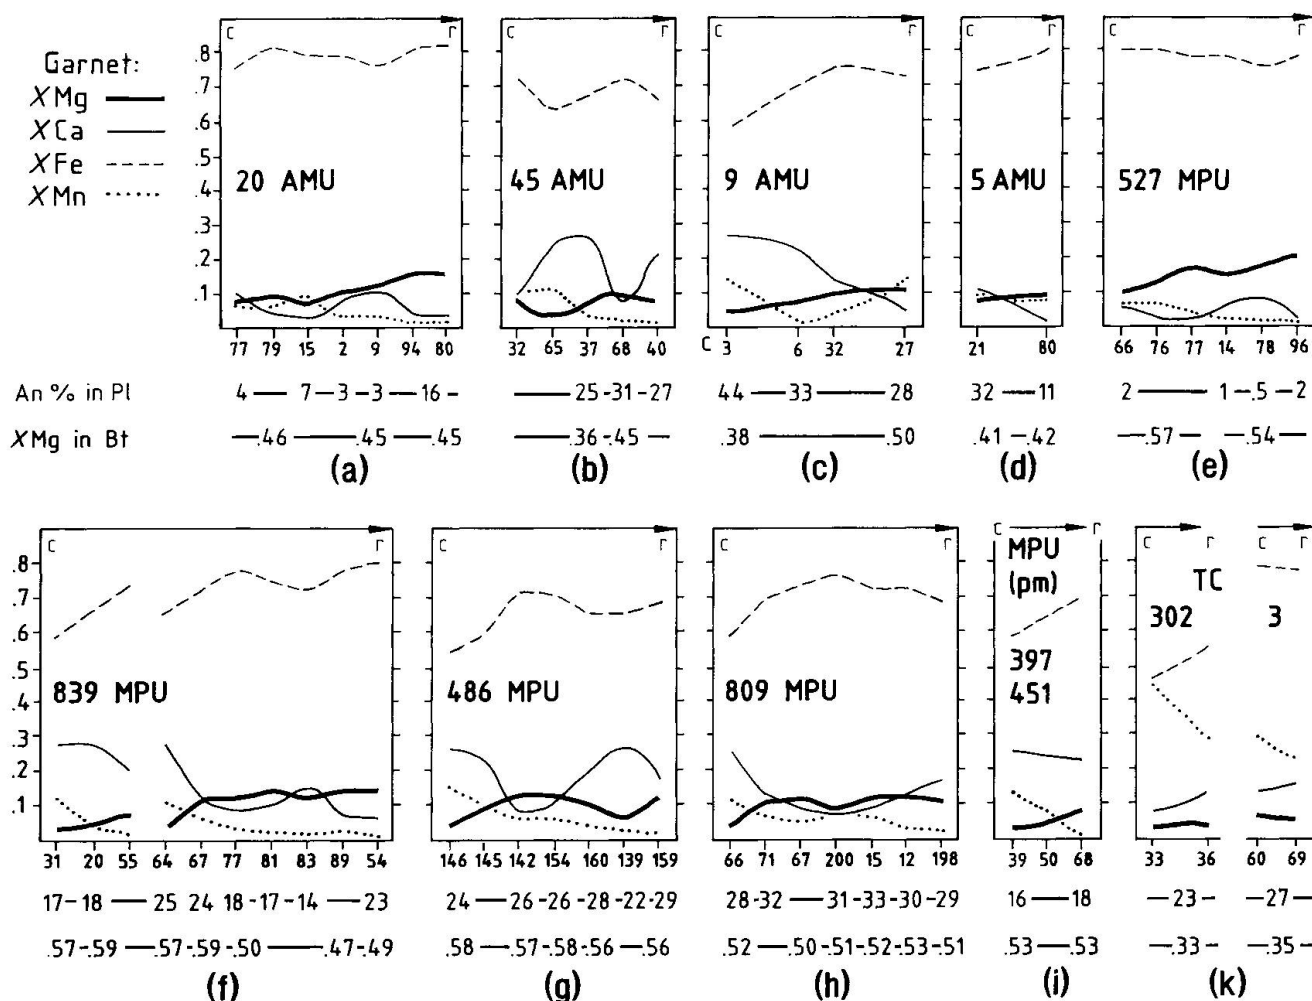 c r c r c r c r c r
Garnet:
XMg
XCa
XFe
XMn
.8
.7
.6
.5
.4
.3
.2
.1
20 AMU 45 AMU 9 AMU 5 AMU 527 MPU
77 79 15 2 9 94 80 32 65 37 68 40 C 3 6 32 27 21 80 66 76 77 14 78 96
An % in Pl 4 — 7 - 3 - 3 — 16 - — 25 - 31 - 27 44 — 33 — 28 32 — 11 2 — 1 - .5 - 2
XMg in Bt — .46 — .45 — .45 — .36 - .45 — .38 — .50 .41 - .42 — .57 — .54 —
(a) (b) (c) (d) (e)
c r c r c r c r c r c r
.8
.7
.6
.5
.4
.3
.2
.1
839 MPU 486 MPU 809 MPU
MPU
(pm)
397
451
TC
302 3
31 20 55 64 67 77 81 83 89 54 146 145 142 154 160 139 159 66 71 67 200 15 12 198 39 50 68 33 36 60 69
17 - 18 — 25 24 18 - 17 - 14 — 23 24 — 26 - 26 - 28 - 22 - 29 28 - 32 — 31 - 33 - 30 - 29 16 — 18 — 23 - — 27 -
.57 - .59 — .57 - .59 - .50 — .47 - .49 .58 — .57 - .58 - .56 — .56 .52 — .50 - .51 - .52 - .53 - .51 .53 — .53 — .33 - — .35 -
(f) (g) (h) (i) (k)